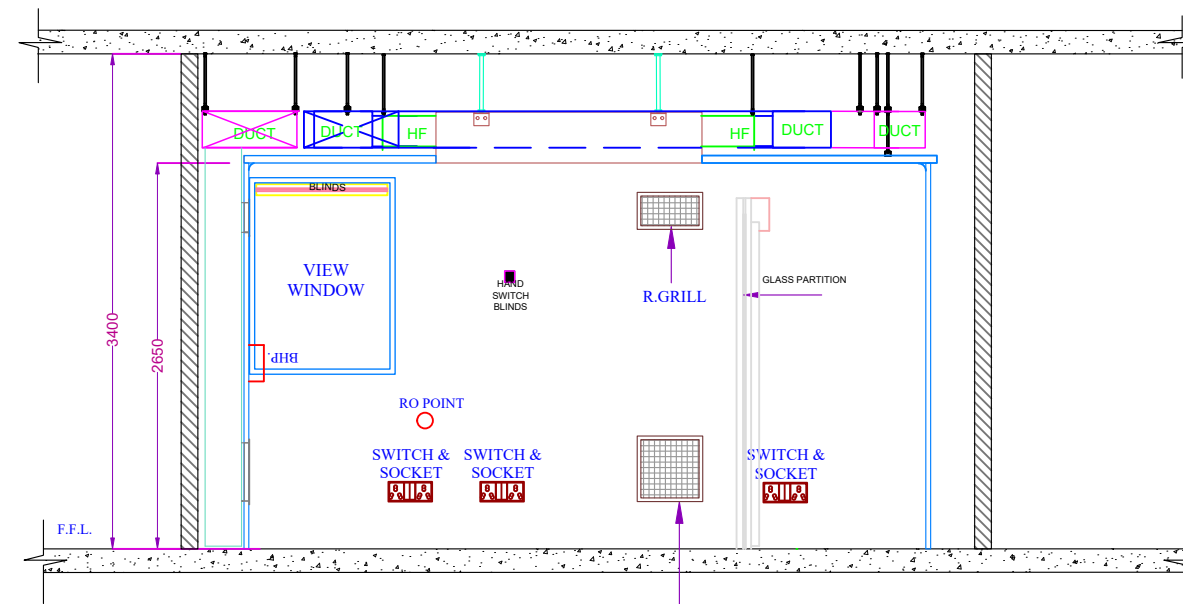 DUCT
DUCT
HF
HF
DUCT
DUCT
BLINDS
VIEW
WINDOW
HAND
SWITCH
BLINDS
R.GRILL
GLASS PARTITION
3400
2650
BHP.
RO POINT
SWITCH &
SOCKET
SWITCH &
SOCKET
SWITCH &
SOCKET
F.F.L.